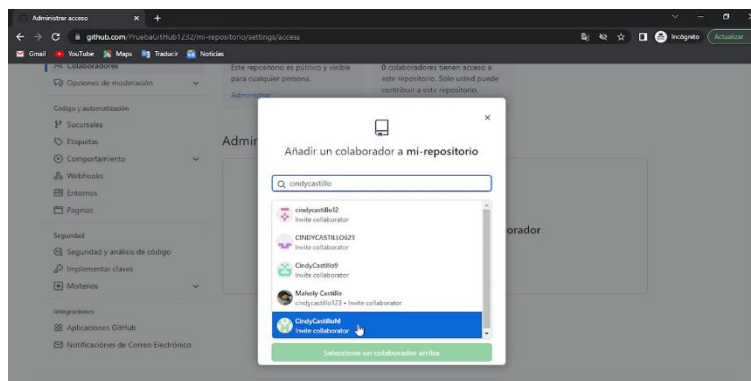 Administrar acceso
github.com/PruebaGitHub1232/mi-repositorio/settings/access
Incógnito
Actualizar
Gmail
YouTube
Maps
Traducir
Noticias
Colaboradores
Opciones de moderación
Código y automatización
Sucursales
Etiquetas
Comportamiento
Webhooks
Entornos
Paginas
Seguridad
Seguridad y análisis de código
Implementar claves
Misterios
Integraciones
Aplicaciones GitHub
Notificaciones de Correo Electrónico
Este repositorio es público y visible
para cualquier persona.
Administrar
0 colaboradores tienen acceso a
este repositorio. Solo usted puede
contribuir a este repositorio.
Admir
orador
Añadir un colaborador a mi-repositorio
cindycastillo
cindycastillo12
Invite collaborator
CINDYCASTILLO623
Invite collaborator
CindyCastillo9
Invite collaborator
Maholy Castillo
cindycastillo123 • Invite collaborator
CindyCastilloM
Invite collaborator
Seleccione un colaborador arriba